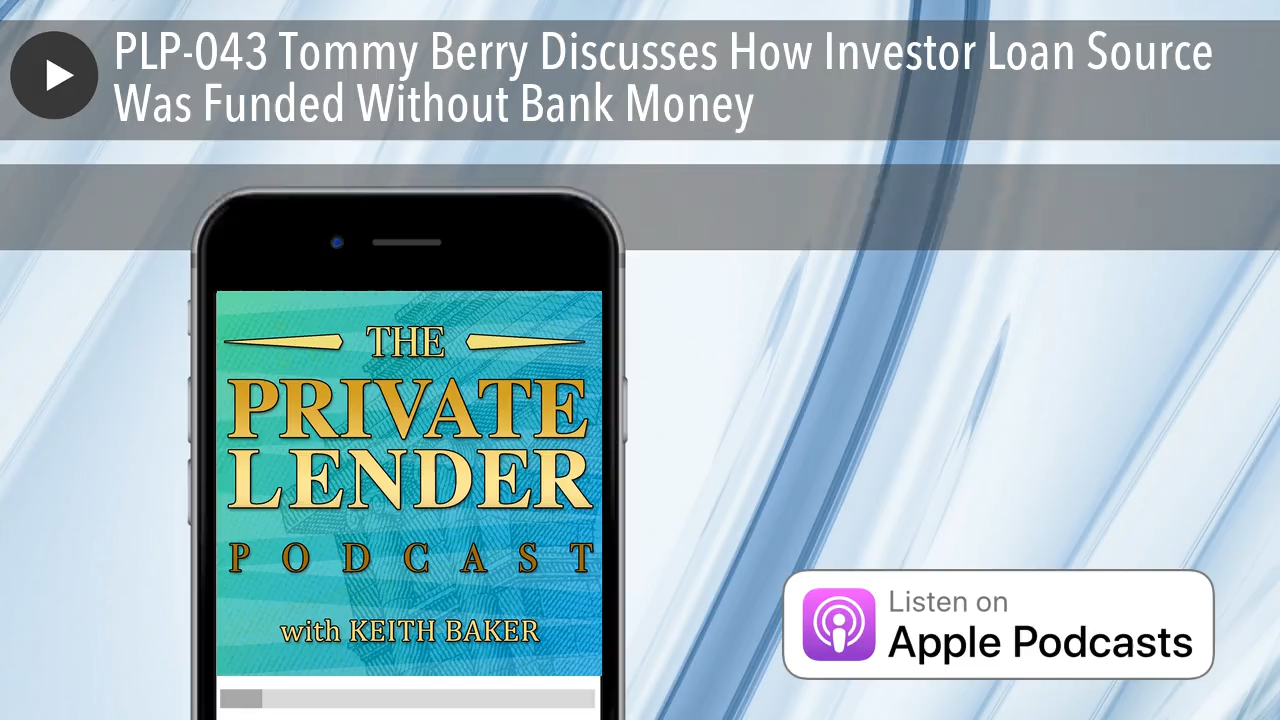 PLP-043 Tommy Berry Discusses How Investor Loan Source
Was Funded Without Bank Money
THE
PRIVATE
LENDER
PODCAST
with KEITH BAKER
Listen on
Apple Podcasts